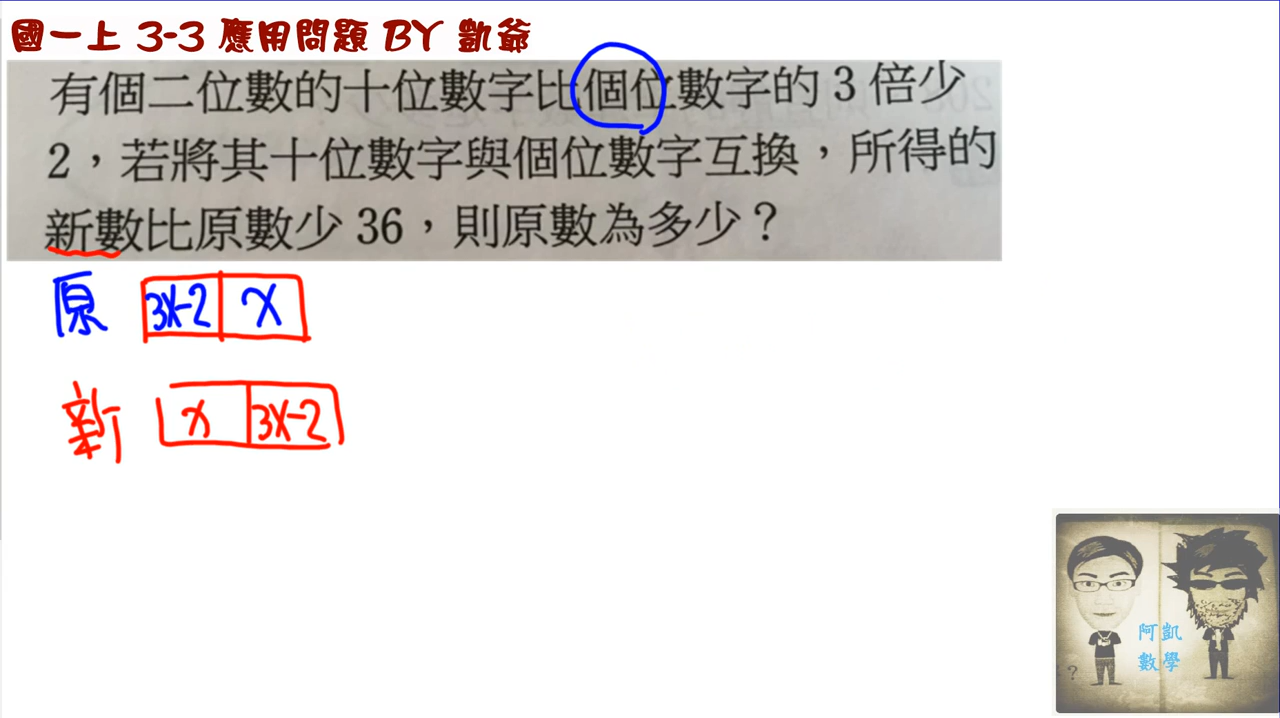 國一上 3-3 應用問題 BY 凱爺
有個二位數的十位數字比個位數字的 3 倍少
2，若將其十位數字與個位數字互換，所得的
新數比原數少 36，則原數為多少？
原 3x-2 x
新 x 3x-2
阿凱
數學
?